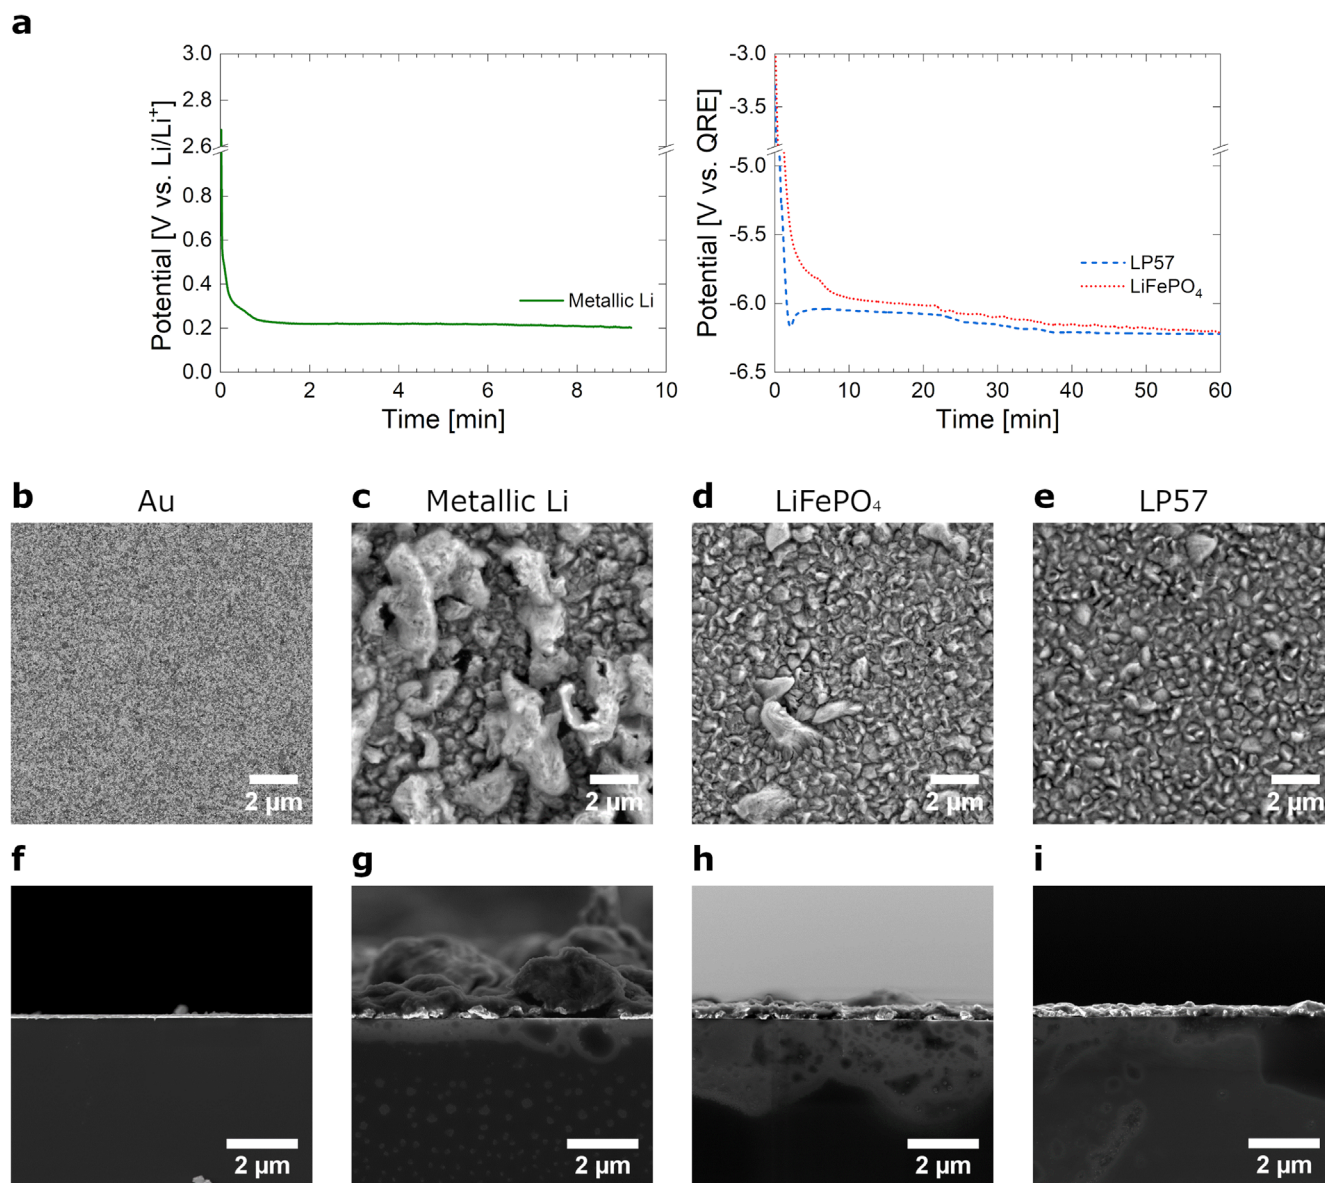 a
Potential [V vs. Li/Li⁺]
3.0
2.8
2.6
0.8
0.6
0.4
0.2
0.0
Metallic Li
0 2 4 6 8 10
Time [min]
Potential [V vs. QRE]
-3.0
-3.5
-5.0
-5.5
-6.0
-6.5
LP57
LiFePO₄
0 10 20 30 40 50 60
Time [min]
b Au
2 µm
c Metallic Li
2 µm
d LiFePO₄
2 µm
e LP57
2 µm
f
2 µm
g
2 µm
h
2 µm
i
2 µm